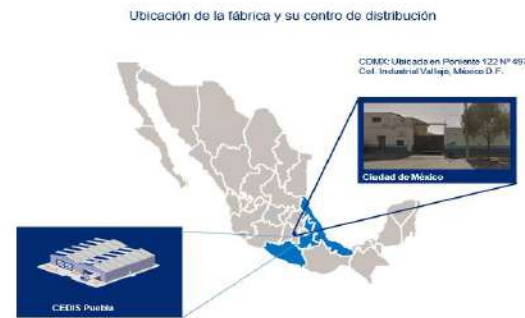 Ubicación de la fábrica y su centro de distribución
CDMX: Ubicada en Poniente 122 Nº 497
Col. Industrial Vallejo, México D.F.
Ciudad de México
CEDIS Puebla